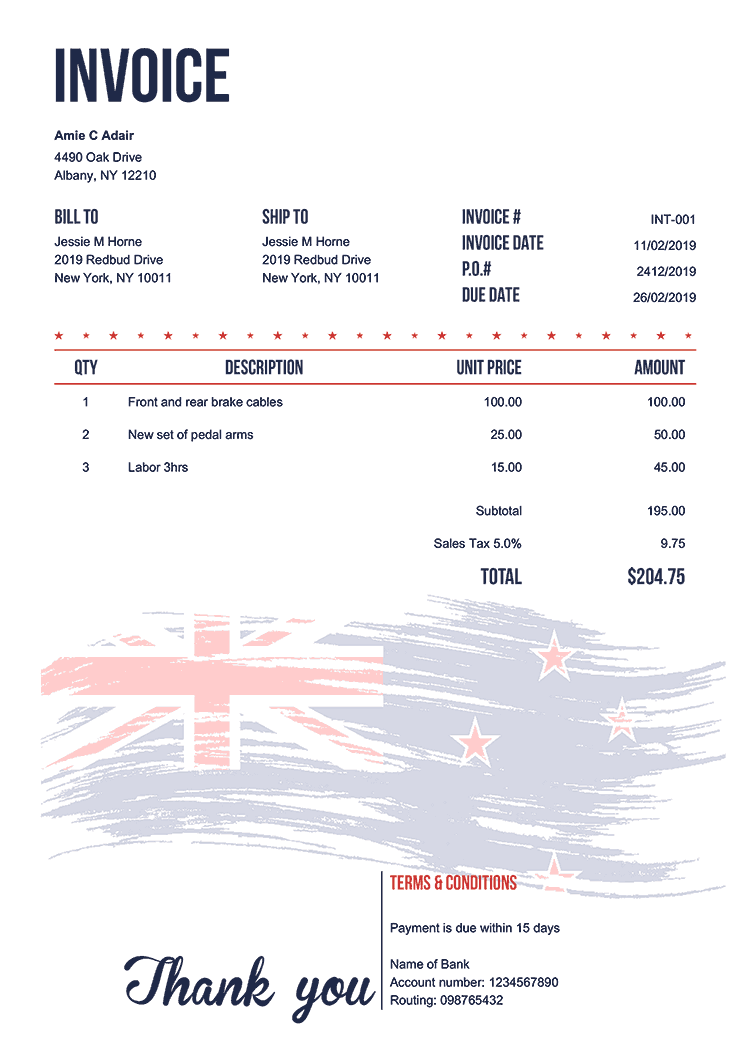 INVOICE
Amie C Adair
4490 Oak Drive
Albany, NY 12210
BILL TO
Jessie M Horne
2019 Redbud Drive
New York, NY 10011
SHIP TO
Jessie M Horne
2019 Redbud Drive
New York, NY 10011
INVOICE # INT-001
INVOICE DATE 11/02/2019
P.O.# 2412/2019
DUE DATE 26/02/2019
QTY DESCRIPTION UNIT PRICE AMOUNT
1 Front and rear brake cables 100.00 100.00
2 New set of pedal arms 25.00 50.00
3 Labor 3hrs 15.00 45.00
Subtotal 195.00
Sales Tax 5.0% 9.75
TOTAL $204.75
TERMS & CONDITIONS
Payment is due within 15 days
Name of Bank
Account number: 1234567890
Routing: 098765432
Thank you